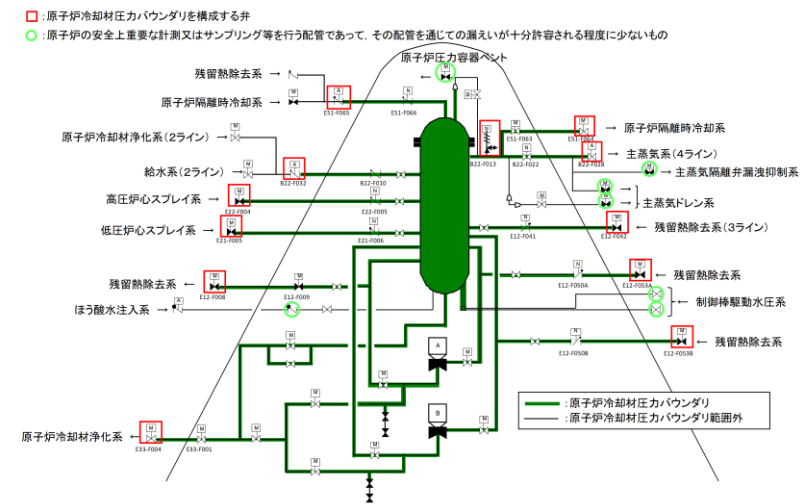 ：原子炉冷却材圧力バウンダリを構成する弁
：原子炉の安全上重要な計測又はサンプリング等を行う配管であって，その配管を通じての漏えいが十分許容される程度に少ないもの
原子炉圧力容器ベント
残留熱除去系
原子炉隔離時冷却系
E51-F065
E51-F066
原子炉冷却材浄化系（2ライン）
給水系（2ライン）
B22-F032
B22-F010
高圧炉心スプレイ系
E22-F004
E22-F005
低圧炉心スプレイ系
E21-F005
E21-F006
残留熱除去系
E12-F008
E12-F009
ほう酸水注入系
原子炉冷却材浄化系
E33-F004
E33-F001
B22-F013
E51-F063
原子炉隔離時冷却系
B22-F022
B22-F028
主蒸気系（4ライン）
主蒸気隔離弁漏洩抑制系
主蒸気ドレン系
E12-F041
E12-F042
残留熱除去系（3ライン）
E12-F050A
E12-F053A
残留熱除去系
制御棒駆動水圧系
E12-F050B
E12-F053B
残留熱除去系
A
B
：原子炉冷却材圧力バウンダリ
：原子炉冷却材圧力バウンダリ範囲外